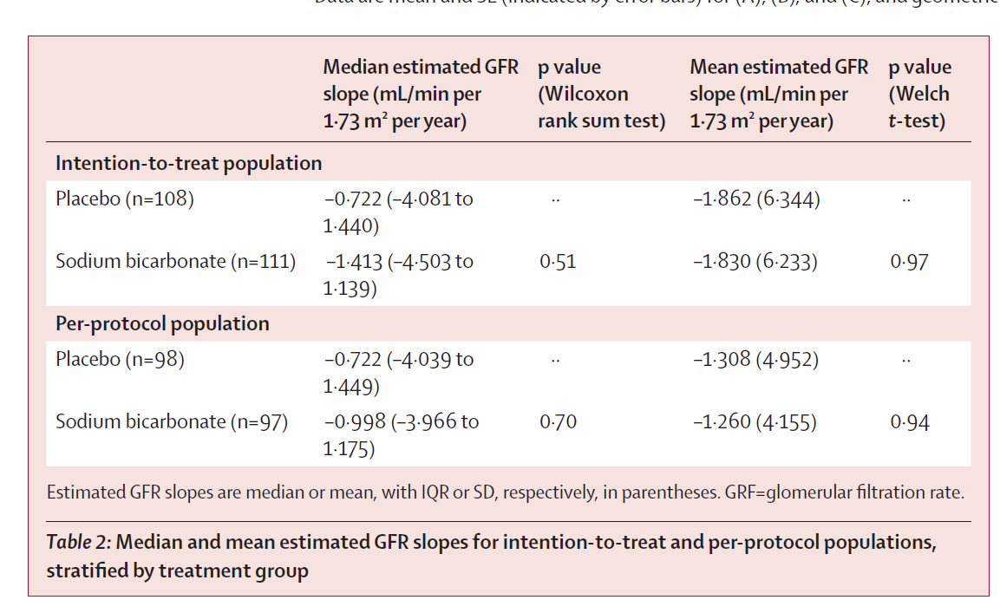 Data are mean and SE (indicated by error bars) for (A), (B), and (C), and geometric
Median estimated GFR slope (mL/min per 1·73 m² per year)
p value (Wilcoxon rank sum test)
Mean estimated GFR slope (mL/min per 1·73 m² per year)
p value (Welch t-test)
Intention-to-treat population
Placebo (n=108) –0·722 (–4·081 to 1·440) ·· –1·862 (6·344) ··
Sodium bicarbonate (n=111) –1·413 (–4·503 to 1·139) 0·51 –1·830 (6·233) 0·97
Per-protocol population
Placebo (n=98) –0·722 (–4·039 to 1·449) ·· –1·308 (4·952) ··
Sodium bicarbonate (n=97) –0·998 (–3·966 to 1·175) 0·70 –1·260 (4·155) 0·94
Estimated GFR slopes are median or mean, with IQR or SD, respectively, in parentheses. GRF=glomerular filtration rate.
Table 2: Median and mean estimated GFR slopes for intention-to-treat and per-protocol populations,
stratified by treatment group